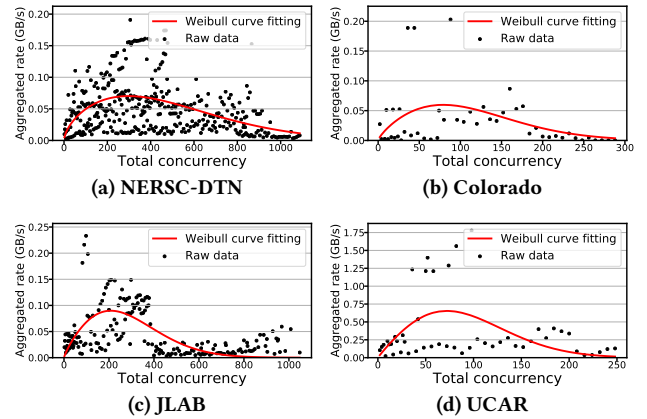 Aggregated rate (GB/s)
0.25
0.20
0.15
0.10
0.05
0.00
Weibull curve fitting
Raw data
0 200 400 600 800 1000
Total concurrency
(a) NERSC-DTN
Aggregated rate (GB/s)
0.20
0.15
0.10
0.05
0.00
Weibull curve fitting
Raw data
0 50 100 150 200 250 300
Total concurrency
(b) Colorado
Aggregated rate (GB/s)
0.25
0.20
0.15
0.10
0.05
0.00
Weibull curve fitting
Raw data
0 200 400 600 800 1000
Total concurrency
(c) JLAB
Aggregated rate (GB/s)
1.75
1.50
1.25
1.00
0.75
0.50
0.25
0.00
Weibull curve fitting
Raw data
0 50 100 150 200 250
Total concurrency
(d) UCAR